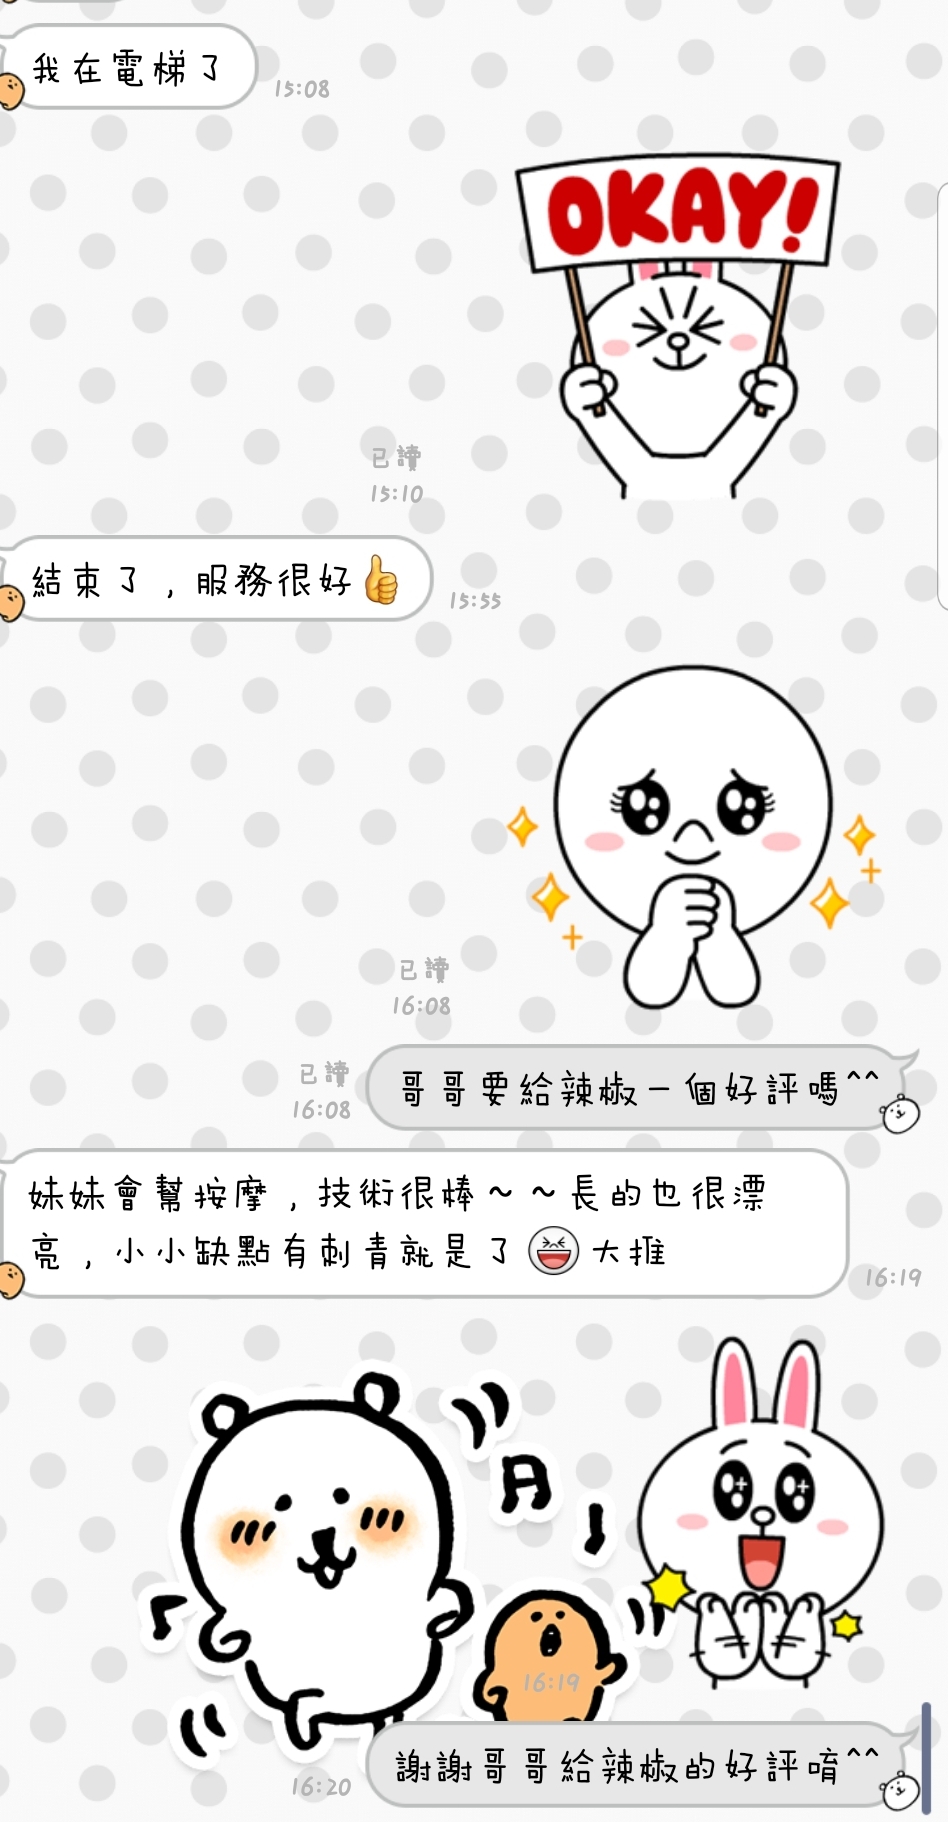 我在電梯了
15:08
OKAY!
已讀
15:10
結束了，服務很好👍
15:55
已讀
16:08
已讀
16:08
哥哥要給辣椒一個好評嗎^^
妹妹會幫按摩，技術很棒～～長的也很漂
亮，小小缺點有刺青就是了😆大推
16:19
16:19
謝謝哥哥給辣椒的好評唷^^
16:20